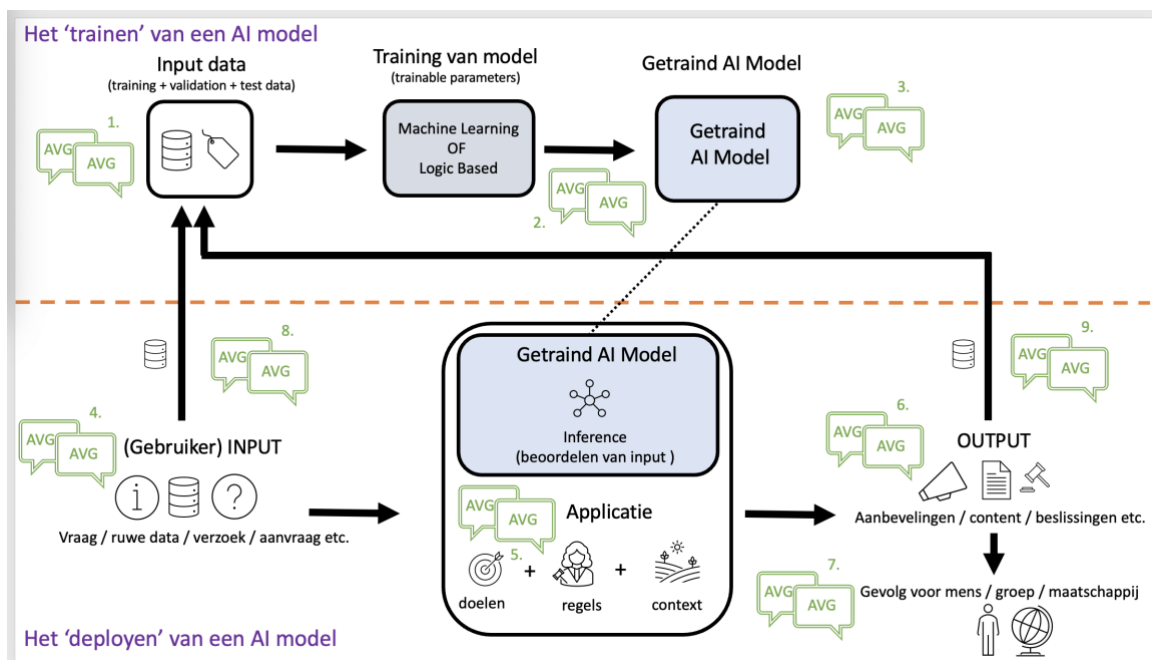 Het ‘trainen’ van een AI model
Input data
(training + validation + test data)
Training van model
(trainable parameters)
Getraind AI Model
1.
AVG
AVG
Machine Learning
OF
Logic Based
2.
AVG
AVG
Getraind
AI Model
3.
AVG
AVG
8.
AVG
AVG
9.
AVG
AVG
4.
AVG
AVG
(Gebruiker) INPUT
Vraag / ruwe data / verzoek / aanvraag etc.
Getraind AI Model
Inference
(beoordelen van input )
AVG
AVG
5.
Applicatie
+
+
doelen
regels
context
6.
AVG
AVG
OUTPUT
Aanbevelingen / content / beslissingen etc.
7.
AVG
AVG
Gevolg voor mens / groep / maatschappij
Het ‘deployen’ van een AI model